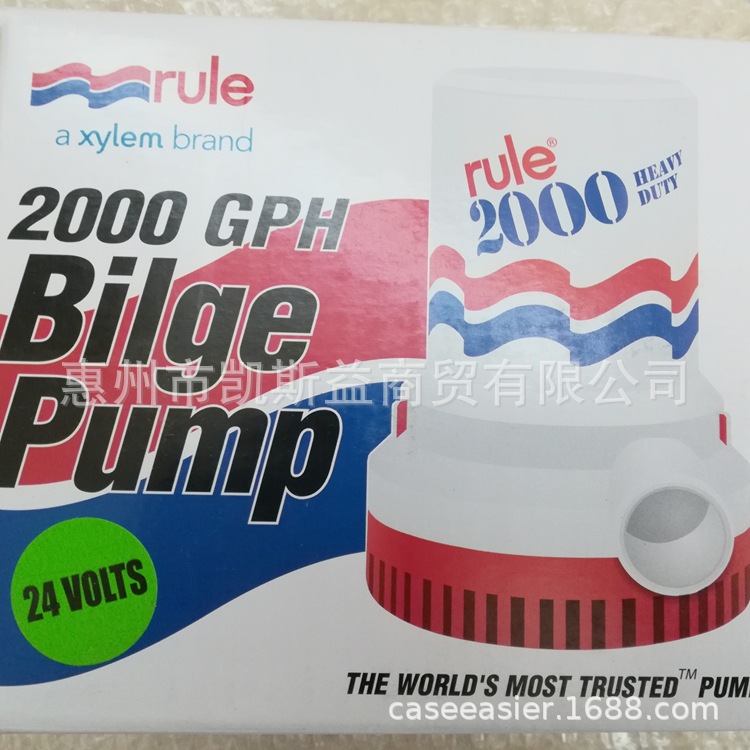 rule
a xylem brand
2000 GPH
Bilge
Pump
24 VOLTS
rule®
2000 HEAVY
DUTY
惠州市凯斯益商贸有限公司
THE WORLD'S MOST TRUSTED™ PUM
caseeasier.1688.com